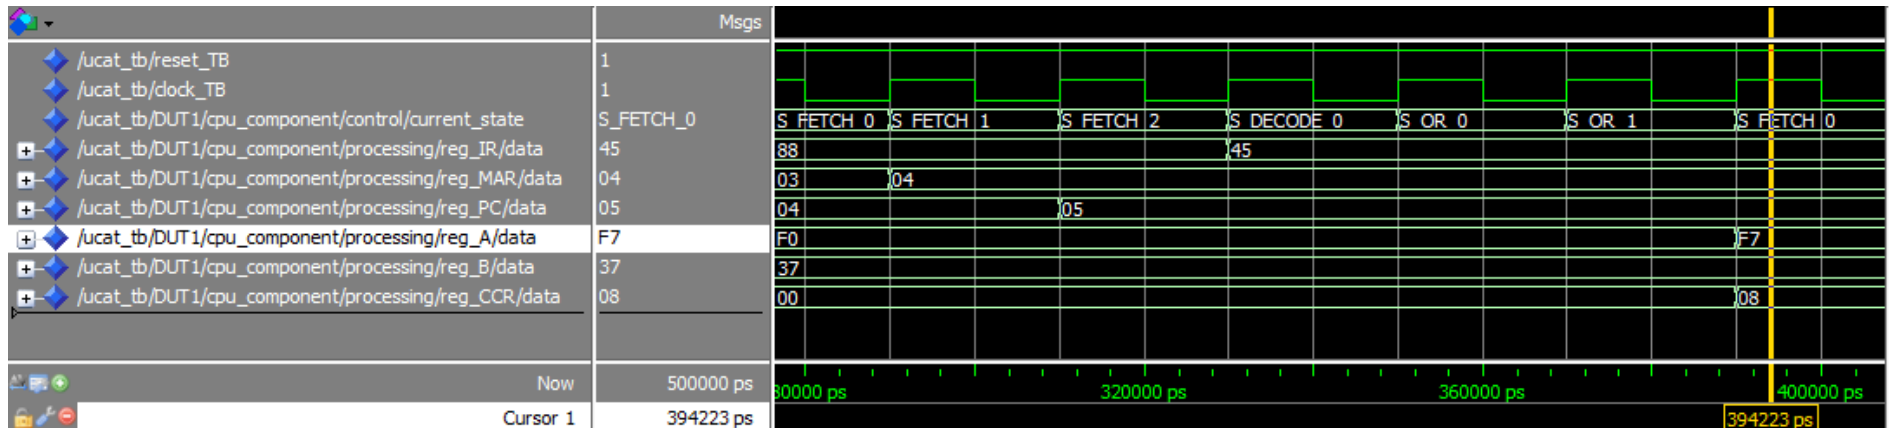 Msgs
/ucat_tb/reset_TB 1
/ucat_tb/clock_TB 1
/ucat_tb/DUT1/cpu_component/control/current_state S_FETCH_0 S_FETCH_0 S_FETCH_1 S_FETCH_2 S_DECODE_0 S_OR_0 S_OR_1 S_FETCH_0
/ucat_tb/DUT1/cpu_component/processing/reg_IR/data 45 88 45
/ucat_tb/DUT1/cpu_component/processing/reg_MAR/data 04 03 04
/ucat_tb/DUT1/cpu_component/processing/reg_PC/data 05 04 05
/ucat_tb/DUT1/cpu_component/processing/reg_A/data F7 F0 F7
/ucat_tb/DUT1/cpu_component/processing/reg_B/data 37 37
/ucat_tb/DUT1/cpu_component/processing/reg_CCR/data 08 00 08
Now 500000 ps 80000 ps 320000 ps 360000 ps 400000 ps
Cursor 1 394223 ps 394223 ps